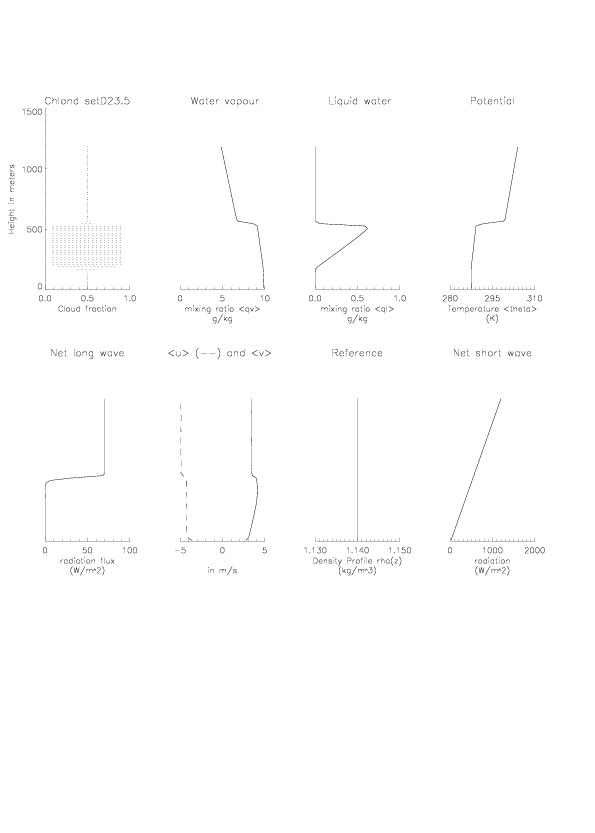 Chlond setD23.5
Water vapour
Liquid water
Potential
Height in meters
1500
1000
500
0
0.0 0.5 1.0
Cloud fraction
0 5 10
mixing ratio <qv>
g/kg
0.0 0.5 1.0
mixing ratio <ql>
g/kg
280 295 310
Temperature <theta>
(K)
Net long wave
<u> (--) and <v>
Reference
Net short wave
0 50 100
radiation flux
(W/m^2)
-5 0 5
in m/s
1.130 1.140 1.150
Density Profile rho(z)
(kg/m^3)
0 1000 2000
radiation
(W/m^2)